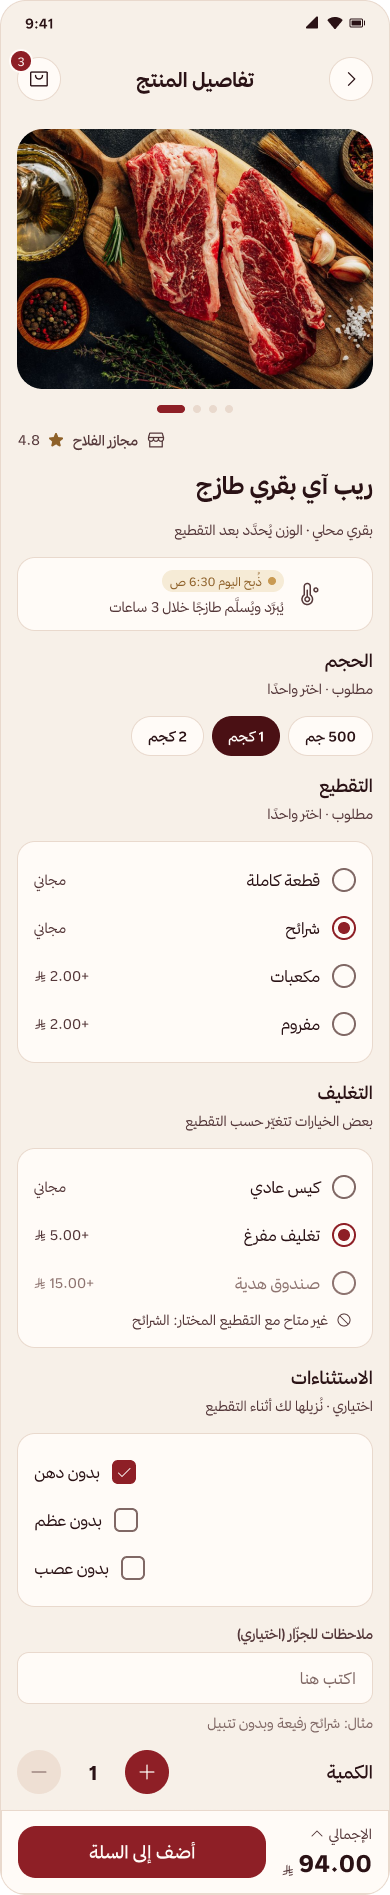 9:41
تفاصيل المنتج
3
مجازر الفلاح 4.8
ريب آي بقري طازج
بقري محلي · الوزن يُحدَّد بعد التقطيع
ذُبح اليوم 6:30 ص
يُبرَّد ويُسلَّم طازجًا خلال 3 ساعات
الحجم
مطلوب · اختر واحدًا
500 جم
1 كجم
2 كجم
التقطيع
مطلوب · اختر واحدًا
قطعة كاملة مجاني
شرائح مجاني
مكعبات +2.00 ⃁
مفروم +2.00 ⃁
التغليف
بعض الخيارات تتغيّر حسب التقطيع
كيس عادي مجاني
تغليف مفرغ +5.00 ⃁
صندوق هدية +15.00 ⃁
غير متاح مع التقطيع المختار: الشرائح
الاستثناءات
اختياري · نُزيلها لك أثناء التقطيع
بدون دهن
بدون عظم
بدون عصب
ملاحظات للجزّار (اختياري)
اكتب هنا
مثال: شرائح رفيعة وبدون تتبيل
الكمية 1
الإجمالي
94.00 ⃁
أضف إلى السلة